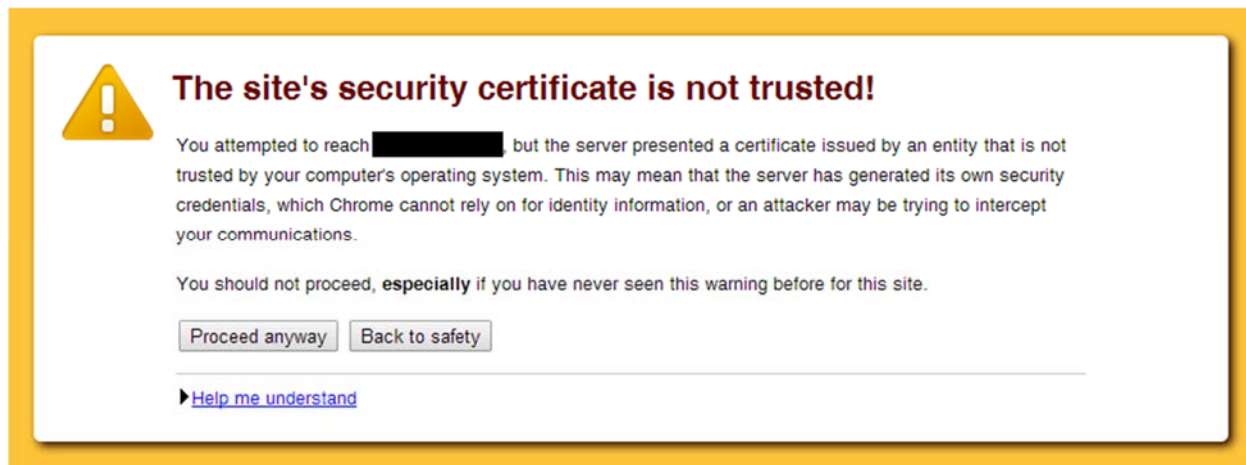 The site's security certificate is not trusted!
You attempted to reach , but the server presented a certificate issued by an entity that is not
trusted by your computer's operating system. This may mean that the server has generated its own security
credentials, which Chrome cannot rely on for identity information, or an attacker may be trying to intercept
your communications.
You should not proceed, especially if you have never seen this warning before for this site.
Proceed anyway Back to safety
Help me understand